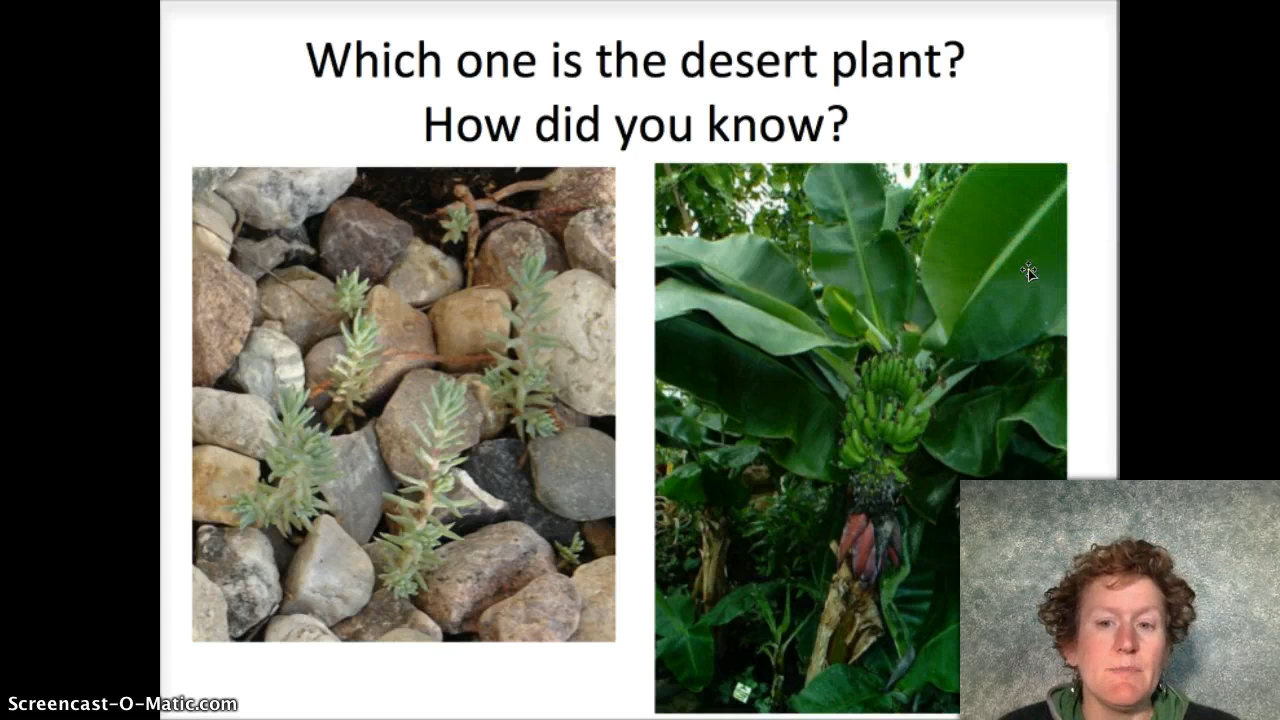 Which one is the desert plant?
How did you know?
Screencast-O-Matic.com